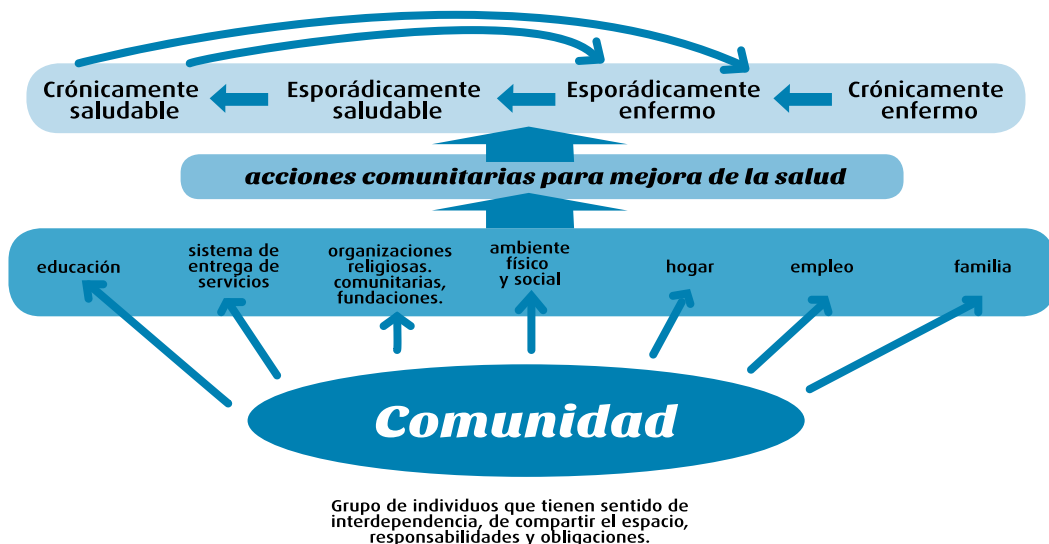 Crónicamente
saludable
Esporádicamente
saludable
Esporádicamente
enfermo
Crónicamente
enfermo
acciones comunitarias para mejora de la salud
educación
sistema de
entrega de
servicios
organizaciones
religiosas.
comunitarias,
fundaciones.
ambiente
físico
y social
hogar
empleo
familia
Comunidad
Grupo de individuos que tienen sentido de
interdependencia, de compartir el espacio,
responsabilidades y obligaciones.